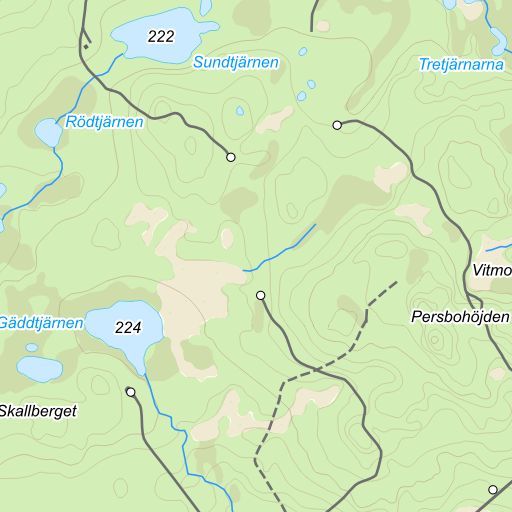 222
Sundtjärnen
Tretjärnarna
Rödtjärnen
Vitmo
Persbohöjden
Gäddtjärnen
224
Skallberget